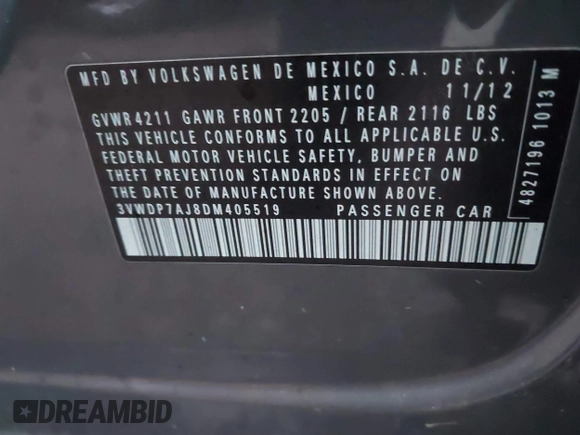 MFD BY VOLKSWAGEN DE MEXICO S.A. DE C.V.
MEXICO 11/12
GVWR 4211 GAWR FRONT 2205 / REAR 2116 LBS
THIS VEHICLE CONFORMS TO ALL APPLICABLE U.S.
FEDERAL MOTOR VEHICLE SAFETY, BUMPER AND
THEFT PREVENTION STANDARDS IN EFFECT ON
THE DATE OF MANUFACTURE SHOWN ABOVE.
3VWDP7AJ8DM405519 PASSENGER CAR
4827196 1013 M
DREAMBID